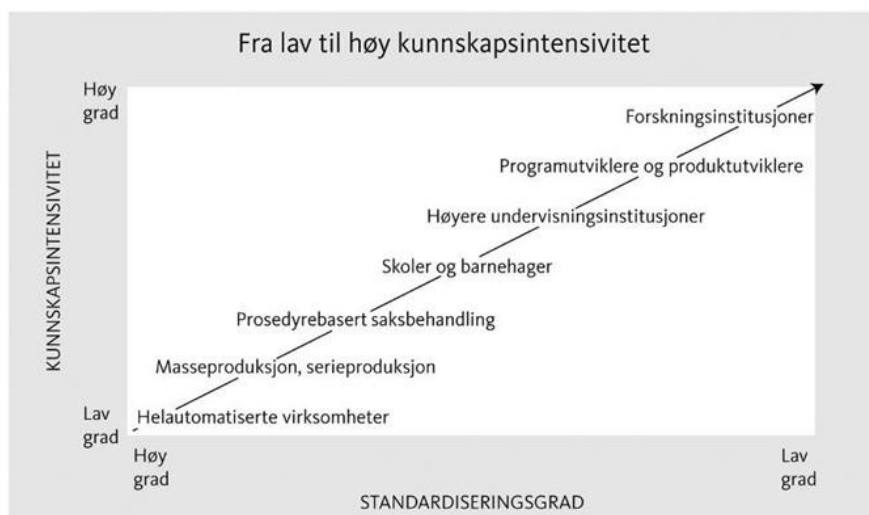 Fra lav til høy kunnskapsintensivitet
Høy
grad
KUNNSKAPSINTENSIVITET
Forskningsinstitusjoner
Programutviklere og produktutviklere
Høyere undervisningsinstitusjoner
Skoler og barnehager
Prosedyrebasert saksbehandling
Masseproduksjon, serieproduksjon
Helautomatiserte virksomheter
Lav
grad
Høy
grad
Lav
grad
STANDARDISERINGSGRAD